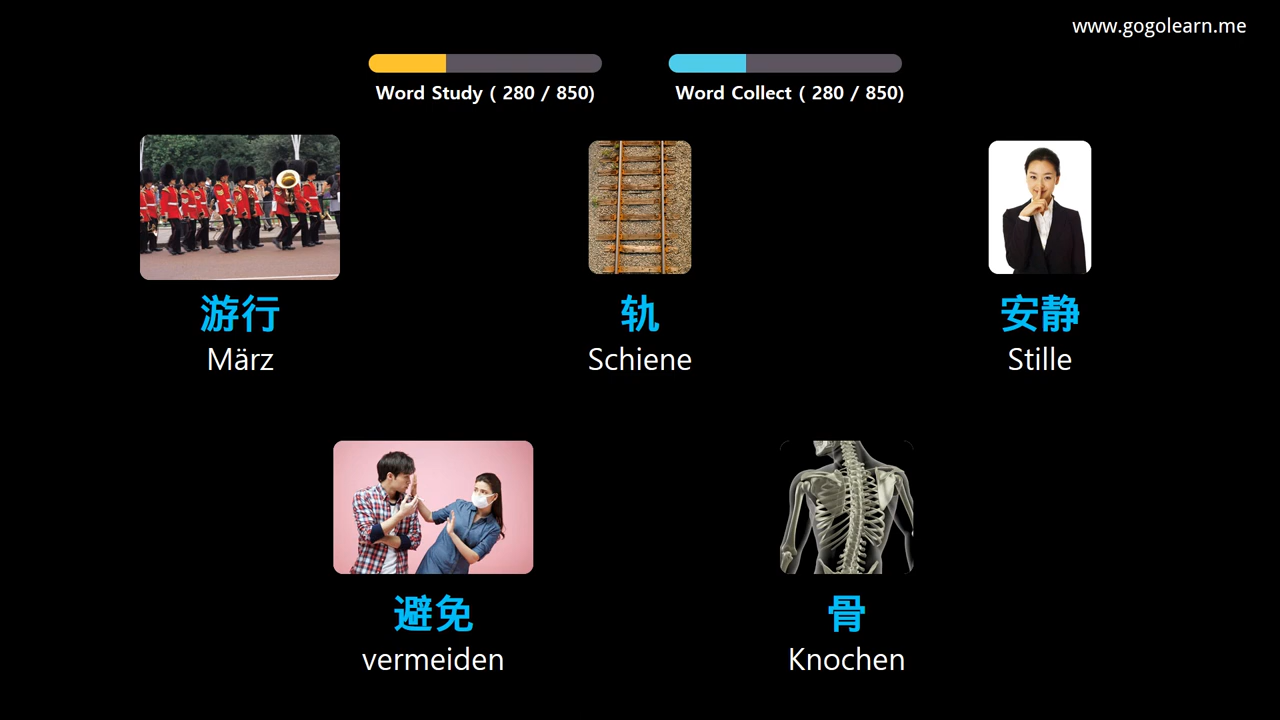 www.gogolearn.me
Word Study ( 280 / 850)
Word Collect ( 280 / 850)
游行
März
轨
Schiene
安静
Stille
避免
vermeiden
骨
Knochen